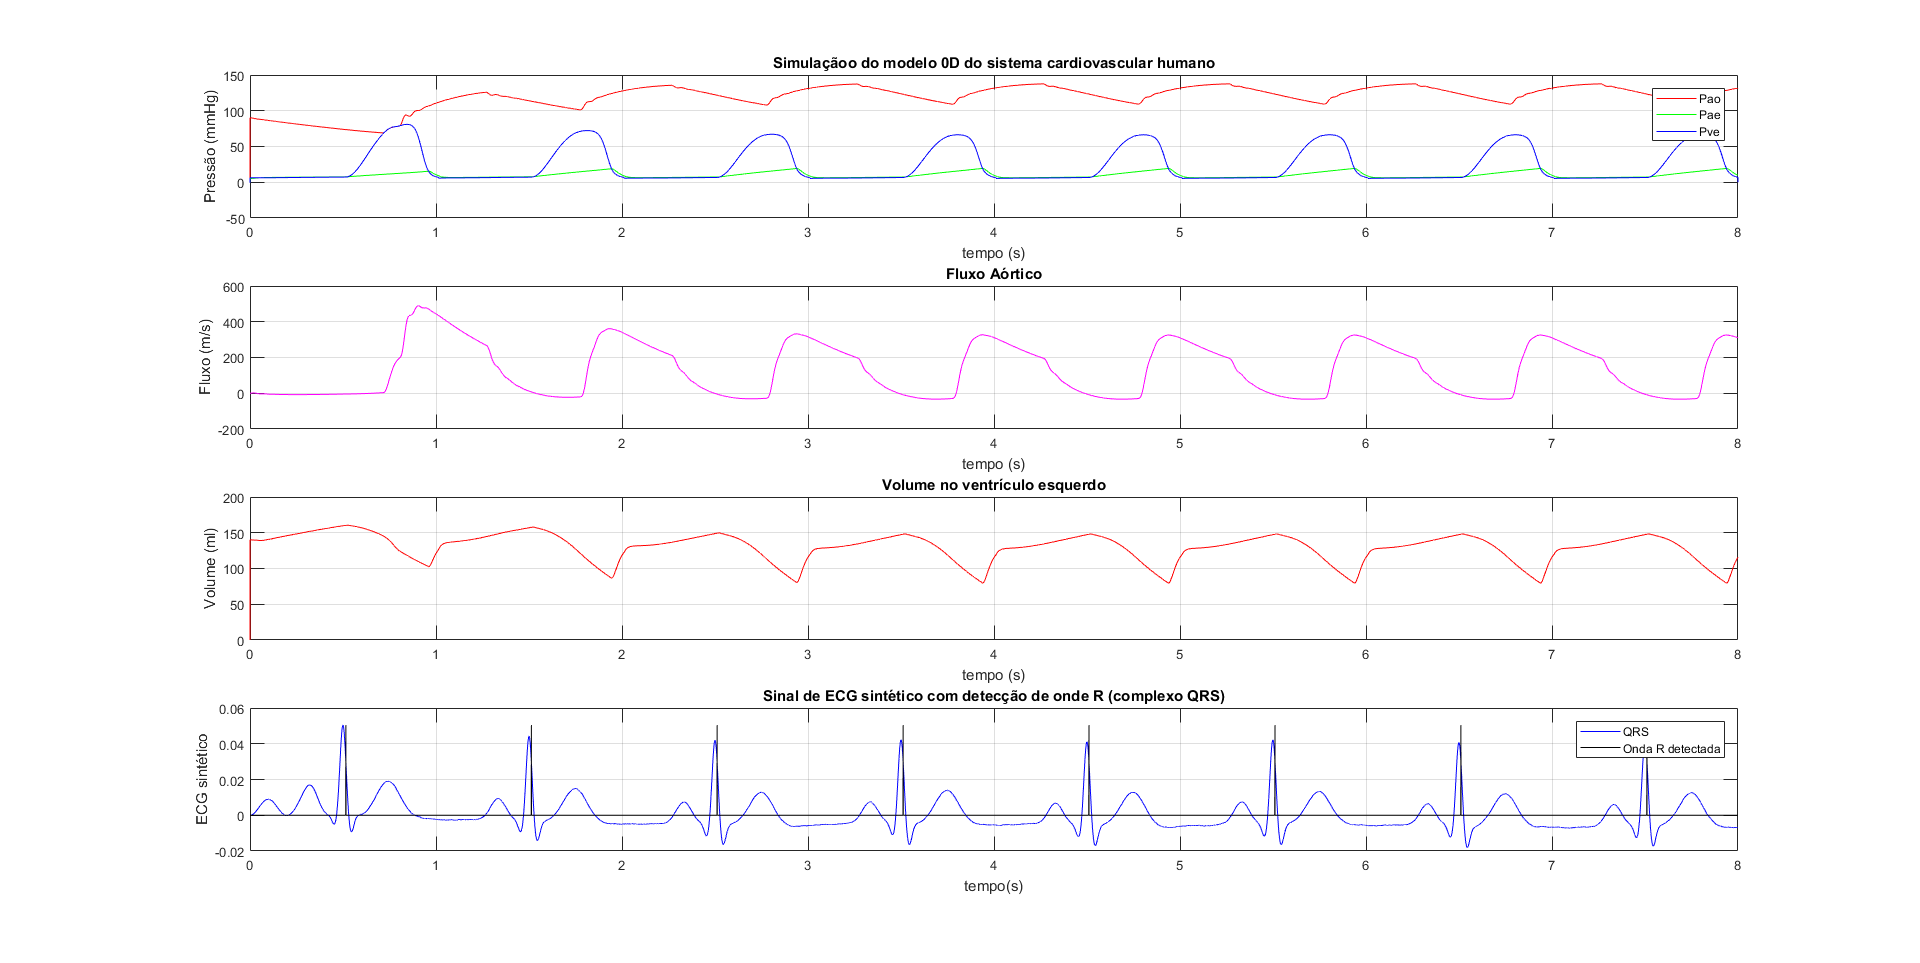 Simulaçãoo do modelo 0D do sistema cardiovascular humano
Pressão (mmHg)
150
100
50
0
-50
Pao
Pae
Pve
0 1 2 3 4 5 6 7 8
tempo (s)
Fluxo Aórtico
Fluxo (m/s)
600
400
200
0
-200
0 1 2 3 4 5 6 7 8
tempo (s)
Volume no ventrículo esquerdo
Volume (ml)
200
150
100
50
0
0 1 2 3 4 5 6 7 8
tempo (s)
Sinal de ECG sintético com detecção de onde R (complexo QRS)
ECG sintético
0.06
0.04
0.02
0
-0.02
QRS
Onda R detectada
0 1 2 3 4 5 6 7 8
tempo(s)